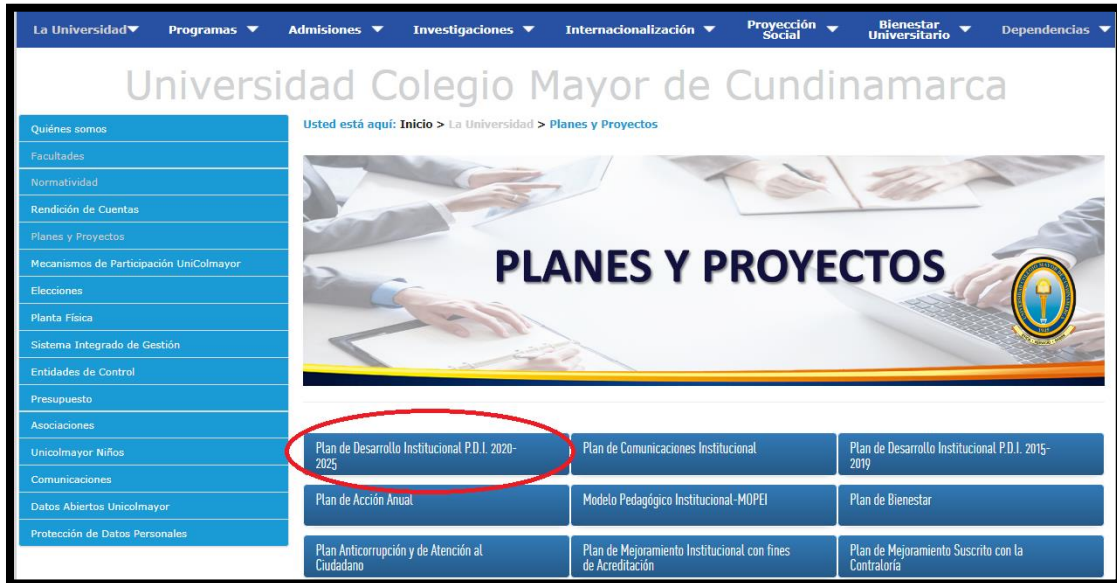 La Universidad Programas Admisiones Investigaciones Internacionalización Proyección Social Bienestar Universitario Dependencias
Universidad Colegio Mayor de Cundinamarca
Usted está aquí: Inicio > La Universidad > Planes y Proyectos
Quiénes somos
Facultades
Normatividad
Rendición de Cuentas
Planes y Proyectos
Mecanismos de Participación UniColmayor
Elecciones
Planta Física
Sistema Integrado de Gestión
Entidades de Control
Presupuesto
Asociaciones
Unicolmayor Niños
Comunicaciones
Datos Abiertos Unicolmayor
Protección de Datos Personales
PLANES Y PROYECTOS
Plan de Desarrollo Institucional P.D.I. 2020-
2025
Plan de Comunicaciones Institucional
Plan de Desarrollo Institucional P.D.I. 2015-
2019
Plan de Acción Anual
Modelo Pedagógico Institucional-MOPEI
Plan de Bienestar
Plan Anticorrupción y de Atención al
Ciudadano
Plan de Mejoramiento Institucional con fines
de Acreditación
Plan de Mejoramiento Suscrito con la
Contraloría